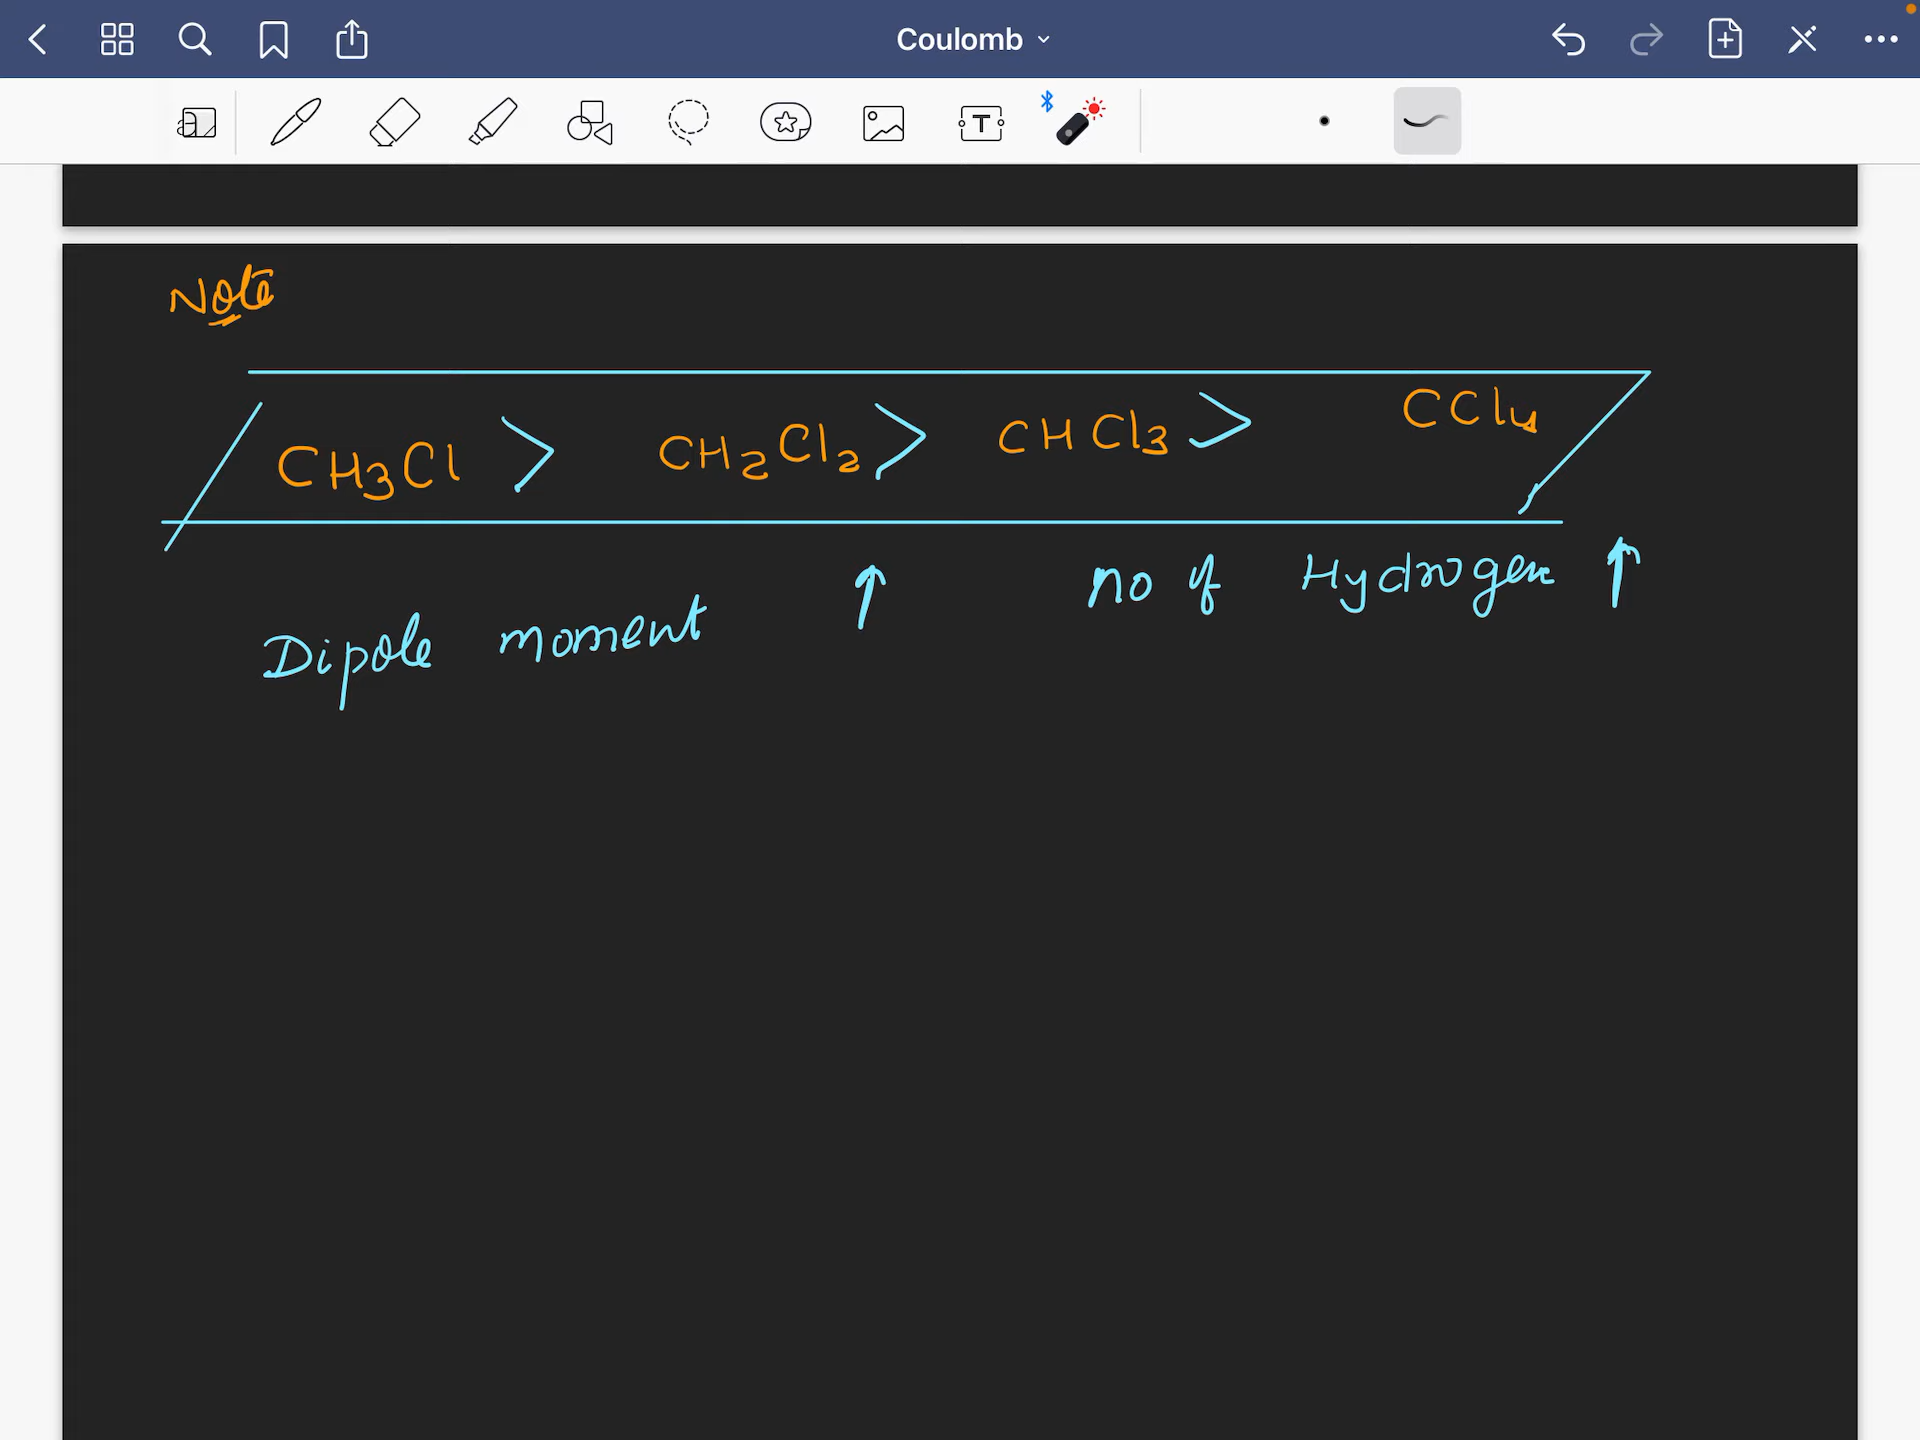 Coulomb
T
Note
CH3Cl > CH2Cl2 > CHCl3 > CCl4
Dipole moment ↑ no of Hydrogen ↑